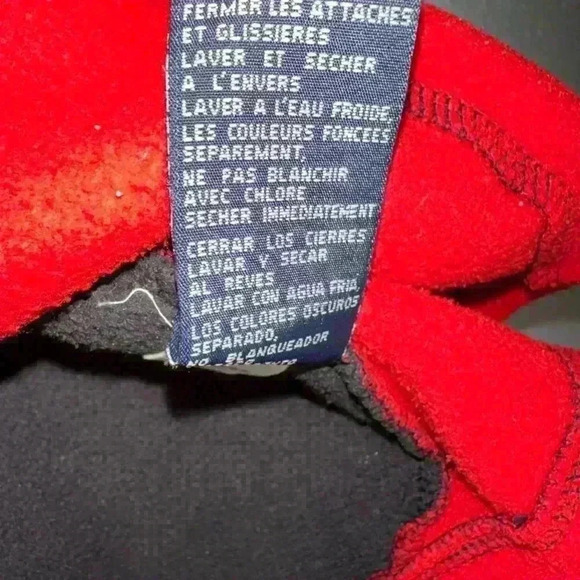 FERMER LES ATTACHES
ET GLISSIERES
LAVER ET SECHER
A L'ENVERS
LAVER A L'EAU FROIDE,
LES COULEURS FONCEES
SEPAREMENT,
NE PAS BLANCHIR
AVEC CHLORE
SECHER IMMEDIATEMENT
CERRAR LOS CIERRES
LAVAR Y SECAR
AL REVES
LAVAR CON AGUA FRIA,
LOS COLORES OSCUROS
SEPARADO,
NO BLANQUEADOR